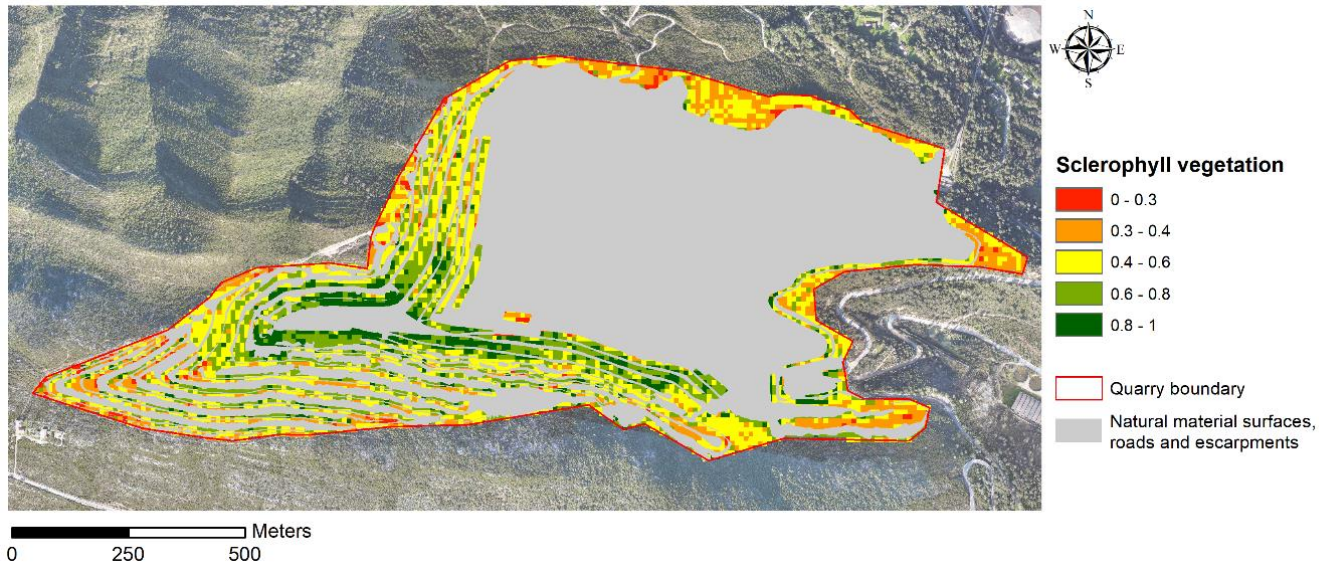 N
W E
S
Sclerophyll vegetation
0 - 0.3
0.3 - 0.4
0.4 - 0.6
0.6 - 0.8
0.8 - 1
Quarry boundary
Natural material surfaces,
roads and escarpments
Meters
0 250 500